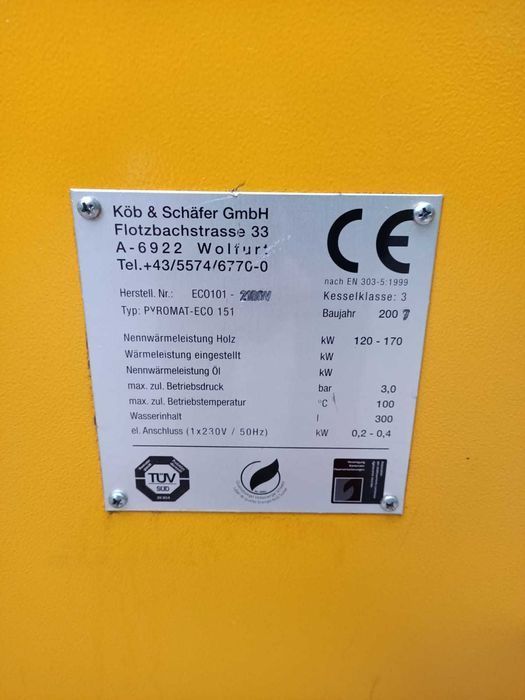 Köb & Schäfer GmbH
Flotzbachstrasse 33
A-6922 Wolfurt
Tel.+43/5574/6770-0
CE
nach EN 303-5:1999
Herstell. Nr.: ECO101-
Kesselklasse: 3
Typ: PYROMAT-ECO 151
Baujahr 2007
Nennwärmeleistung Holz kW 120 - 170
Wärmeleistung eingestellt kW
Nennwärmeleistung Öl kW
max. zul. Betriebsdruck bar 3,0
max. zul. Betriebstemperatur °C 100
Wasserinhalt l 300
el. Anschluss (1x230V / 50Hz) kW 0,2 - 0,4
TÜV
SÜD